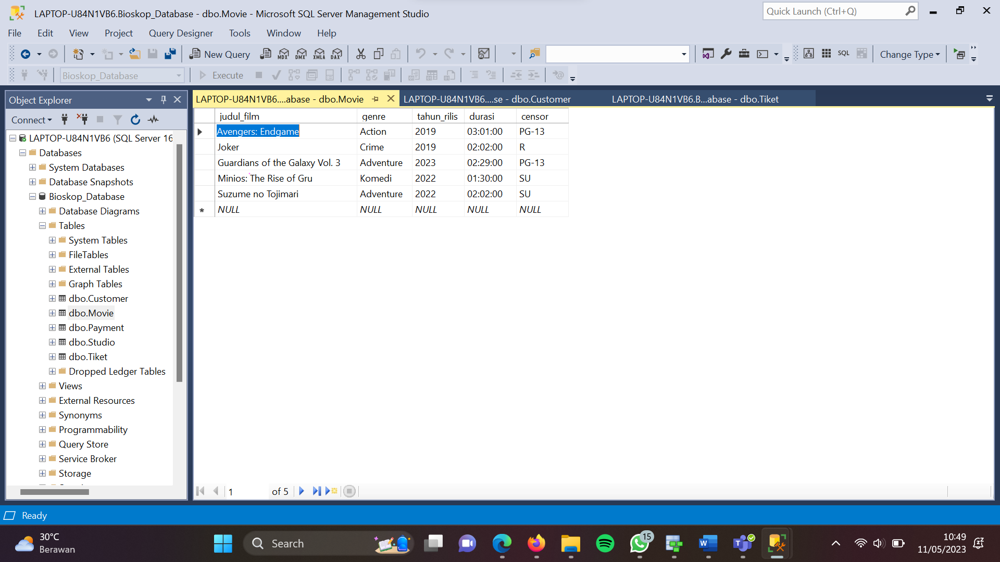 LAPTOP-U84N1VB6.Bioskop_Database - dbo.Movie - Microsoft SQL Server Management Studio
Quick Launch (Ctrl+Q)
File Edit View Project Query Designer Tools Window Help
New Query MDX DMX XMLA DAX SQL Change Type
Bioskop_Database Execute
Object Explorer
LAPTOP-U84N1VB6....abase - dbo.Movie LAPTOP-U84N1VB6....se - dbo.Customer LAPTOP-U84N1VB6.B...abase - dbo.Tiket
Connect
LAPTOP-U84N1VB6 (SQL Server 16
Databases
System Databases
Database Snapshots
Bioskop_Database
Database Diagrams
Tables
System Tables
FileTables
External Tables
Graph Tables
dbo.Customer
dbo.Movie
dbo.Payment
dbo.Studio
dbo.Tiket
Dropped Ledger Tables
Views
External Resources
Synonyms
Programmability
Query Store
Service Broker
Storage
judul_film genre tahun_rilis durasi censor
Avengers: Endgame Action 2019 03:01:00 PG-13
Joker Crime 2019 02:02:00 R
Guardians of the Galaxy Vol. 3 Adventure 2023 02:29:00 PG-13
Minios: The Rise of Gru Komedi 2022 01:30:00 SU
Suzume no Tojimari Adventure 2022 02:02:00 SU
NULL NULL NULL NULL NULL
1 of 5
Ready
30°C
Berawan
Search
15
10:49
11/05/2023